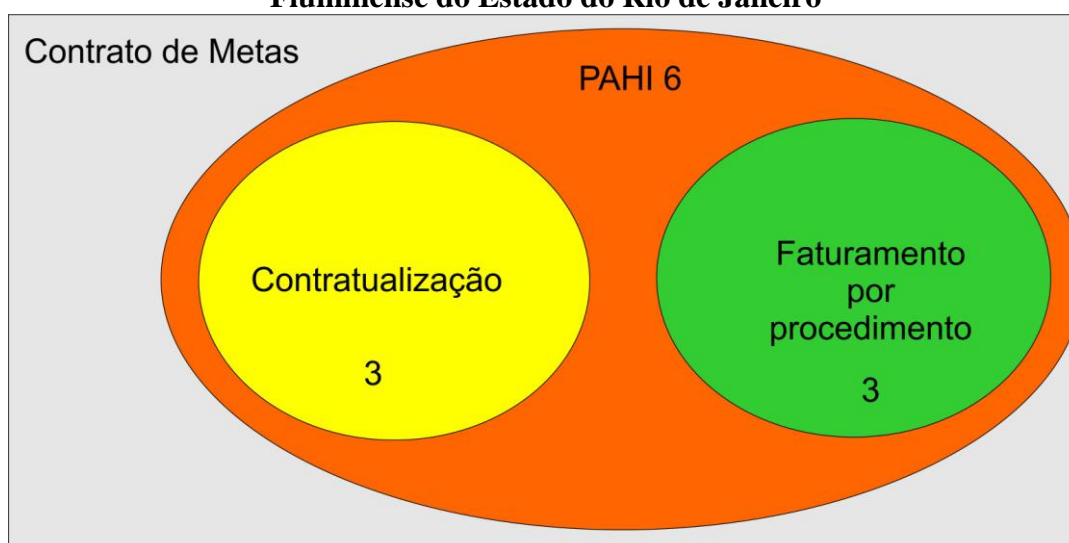 Fluminense do Estado do Rio de Janeiro
Contrato de Metas
PAHI 6
Contratualização
3
Faturamento
por
procedimento
3